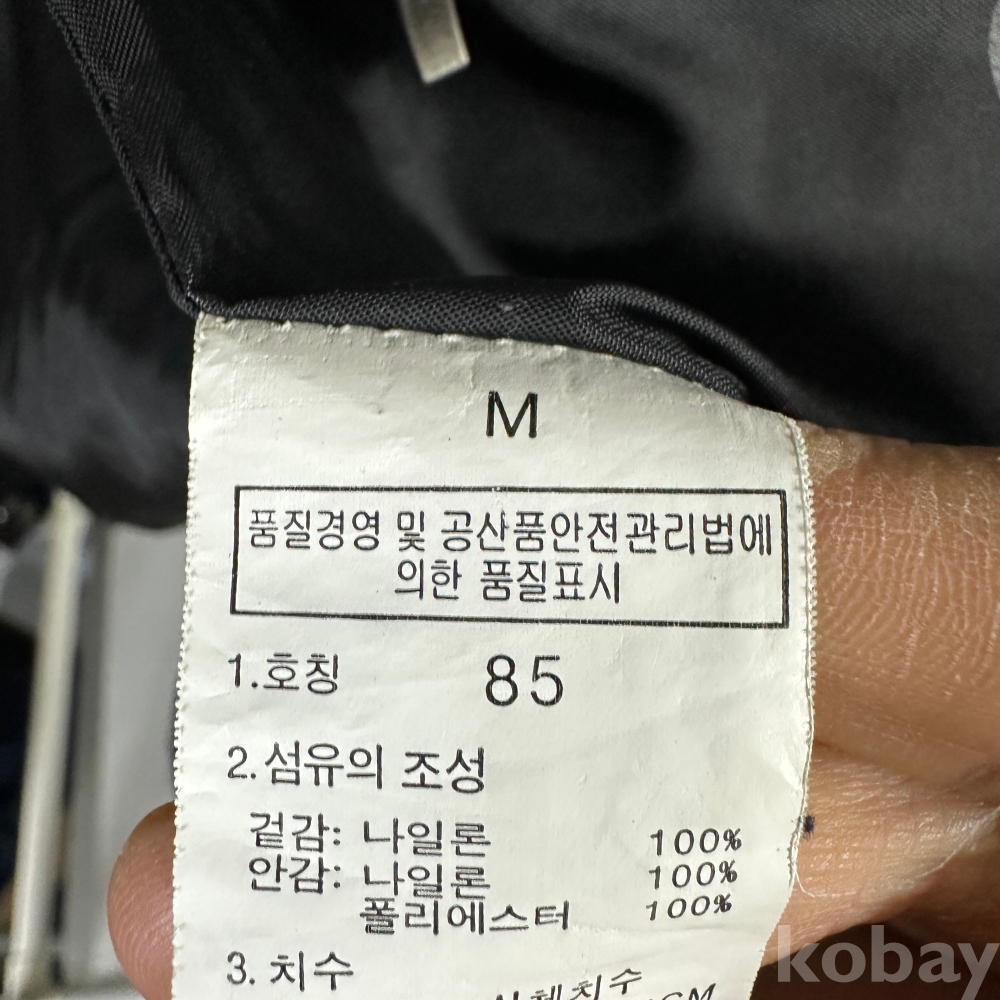 M
품질경영 및 공산품안전관리법에
의한 품질표시
1.호칭 85
2.섬유의 조성
겉감: 나일론 100%
안감: 나일론 100%
폴리에스터 100%
3.치수
kobay